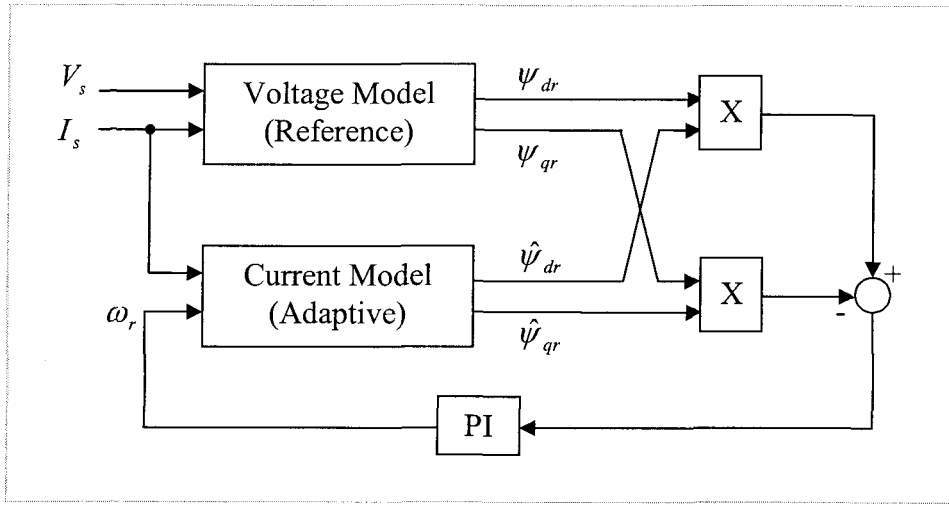 V_s
I_s
Voltage Model
(Reference)
ψ_dr
ψ_qr
X
Current Model
(Adaptive)
ω_r
ψ̂_dr
ψ̂_qr
X
+
-
PI